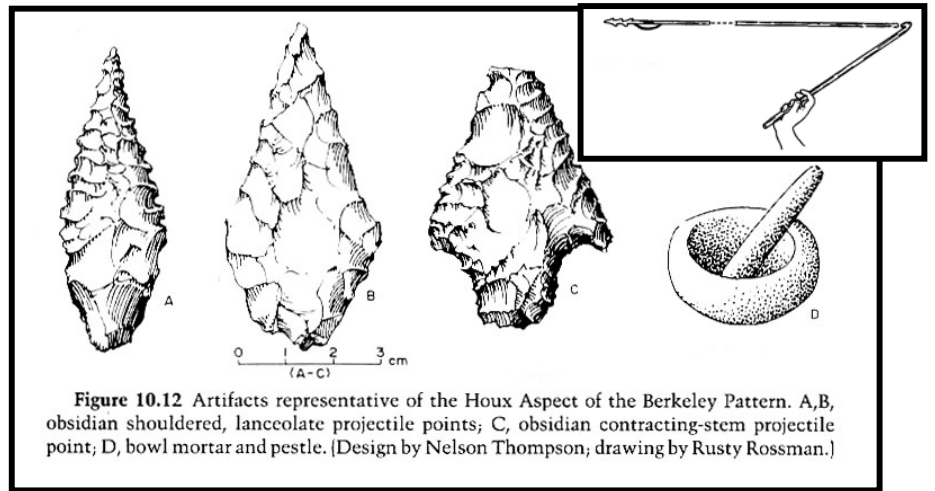 A
B
C
D
0 1 2 3 cm
(A-C)
Figure 10.12 Artifacts representative of the Houx Aspect of the Berkeley Pattern. A,B,
obsidian shouldered, lanceolate projectile points; C, obsidian contracting-stem projectile
point; D, bowl mortar and pestle. (Design by Nelson Thompson; drawing by Rusty Rossman.)